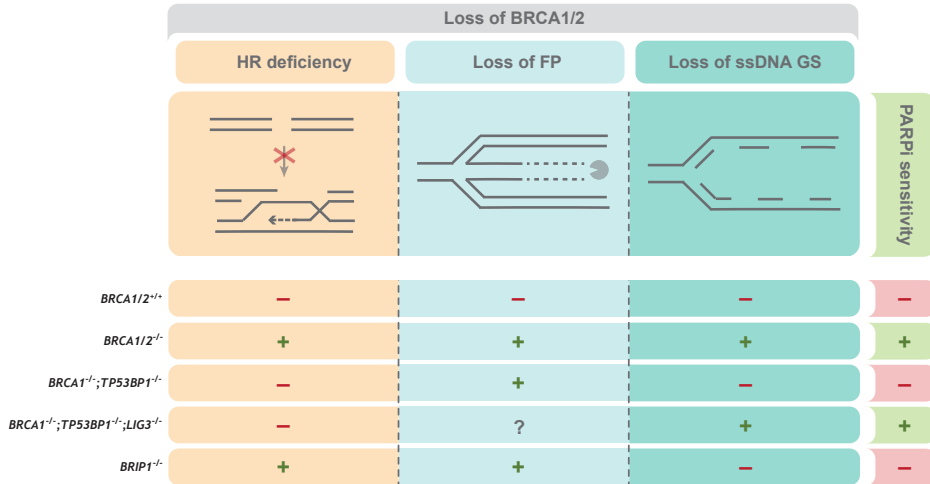 Loss of BRCA1/2
HR deficiency Loss of FP Loss of ssDNA GS
PARPi sensitivity
BRCA1/2+/+ − − − −
BRCA1/2-/- + + + +
BRCA1-/-;TP53BP1-/- − + − −
BRCA1-/-;TP53BP1-/-;LIG3-/- − ? + +
BRIP1-/- + + − −